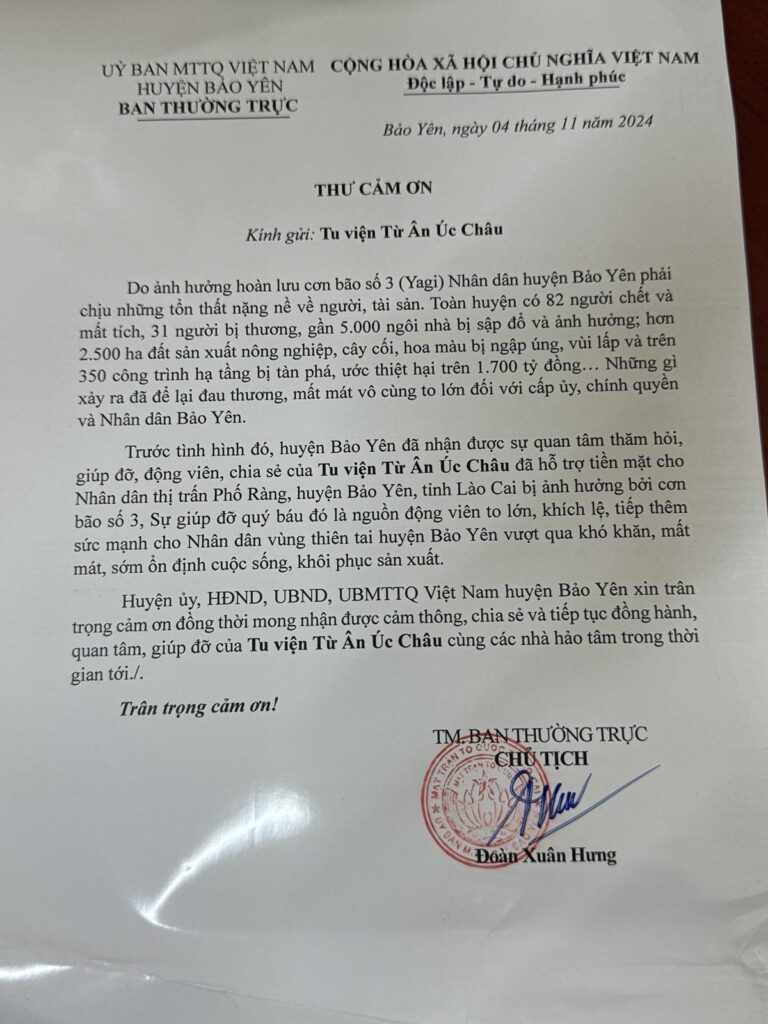 UỶ BAN MTTQ VIỆT NAM
HUYỆN BẢO YÊN
BAN THƯỜNG TRỰC
CỘNG HÒA XÃ HỘI CHỦ NGHĨA VIỆT NAM
Độc lập - Tự do - Hạnh phúc
Bảo Yên, ngày 04 tháng 11 năm 2024
THƯ CẢM ƠN
Kính gửi: Tu viện Từ Ân Úc Châu
Do ảnh hưởng hoàn lưu cơn bão số 3 (Yagi) Nhân dân huyện Bảo Yên phải
chịu những tổn thất nặng nề về người, tài sản. Toàn huyện có 82 người chết và
mất tích, 31 người bị thương, gần 5.000 ngôi nhà bị sập đổ và ảnh hưởng; hơn
2.500 ha đất sản xuất nông nghiệp, cây cối, hoa màu bị ngập úng, vùi lấp và trên
350 công trình hạ tầng bị tàn phá, ước thiệt hại trên 1.700 tỷ đồng… Những gì
xảy ra đã để lại đau thương, mất mát vô cùng to lớn đối với cấp ủy, chính quyền
và Nhân dân Bảo Yên.
Trước tình hình đó, huyện Bảo Yên đã nhận được sự quan tâm thăm hỏi,
giúp đỡ, động viên, chia sẻ của Tu viện Từ Ân Úc Châu đã hỗ trợ tiền mặt cho
Nhân dân thị trấn Phố Ràng, huyện Bảo Yên, tỉnh Lào Cai bị ảnh hưởng bởi cơn
bão số 3, Sự giúp đỡ quý báu đó là nguồn động viên to lớn, khích lệ, tiếp thêm
sức mạnh cho Nhân dân vùng thiên tai huyện Bảo Yên vượt qua khó khăn, mất
mát, sớm ổn định cuộc sống, khôi phục sản xuất.
Huyện ủy, HĐND, UBND, UBMTTQ Việt Nam huyện Bảo Yên xin trân
trọng cảm ơn đồng thời mong nhận được cảm thông, chia sẻ và tiếp tục đồng hành,
quan tâm, giúp đỡ của Tu viện Từ Ân Úc Châu cùng các nhà hảo tâm trong thời
gian tới./.
Trân trọng cảm ơn!
TM. BAN THƯỜNG TRỰC
CHỦ TỊCH
Đoàn Xuân Hưng